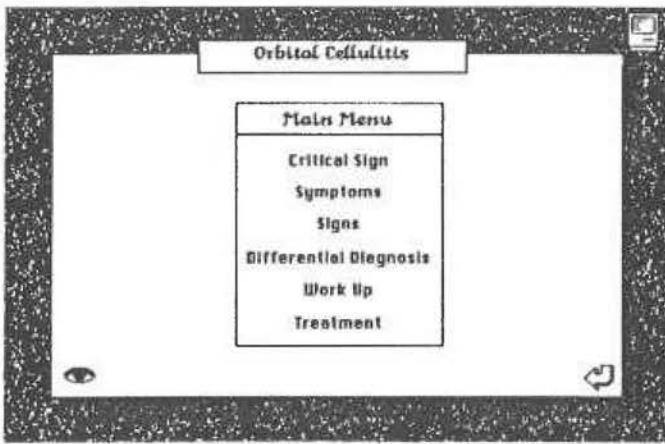 Orbital Cellulitis
Main Menu
Critical Sign
Symptoms
Signs
Differential Diagnosis
Work Up
Treatment